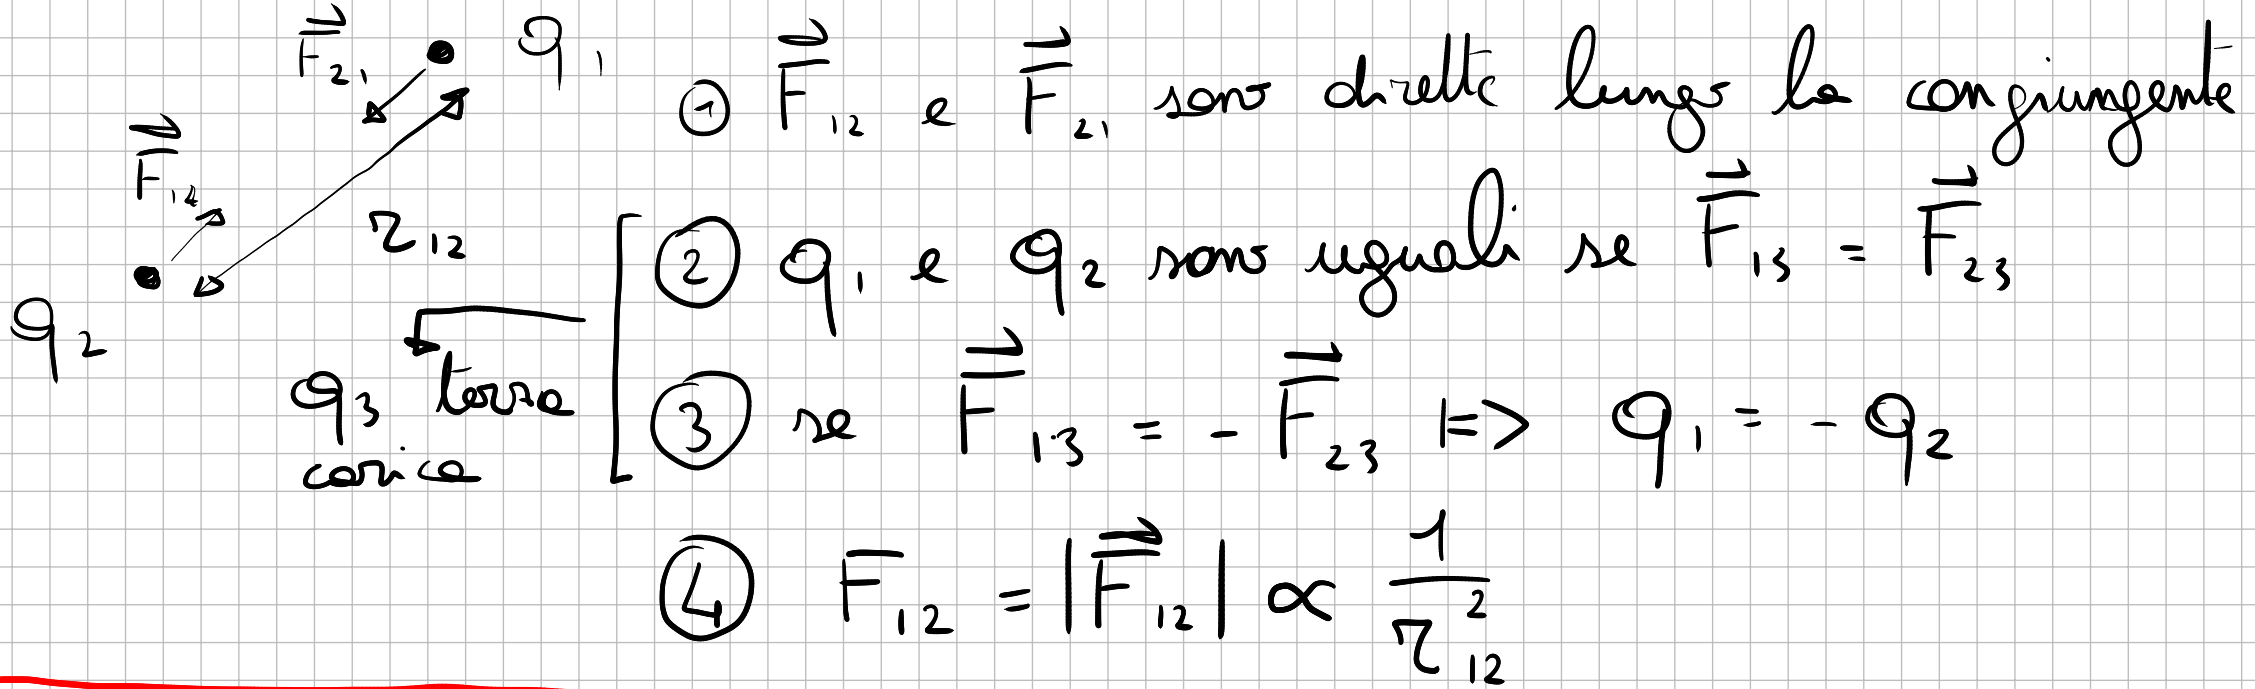 F⃗₂₁ q₁
F⃗₁₂
r₁₂
q₂
q₃ terza
carica
① F⃗₁₂ e F⃗₂₁ sono dirette lungo la congiungente
② q₁ e q₂ sono uguali se F⃗₁₃ = F⃗₂₃
③ se F⃗₁₃ = - F⃗₂₃ |=> q₁ = - q₂
④ F₁₂ = |F⃗₁₂| ∝ 1/r₁₂²